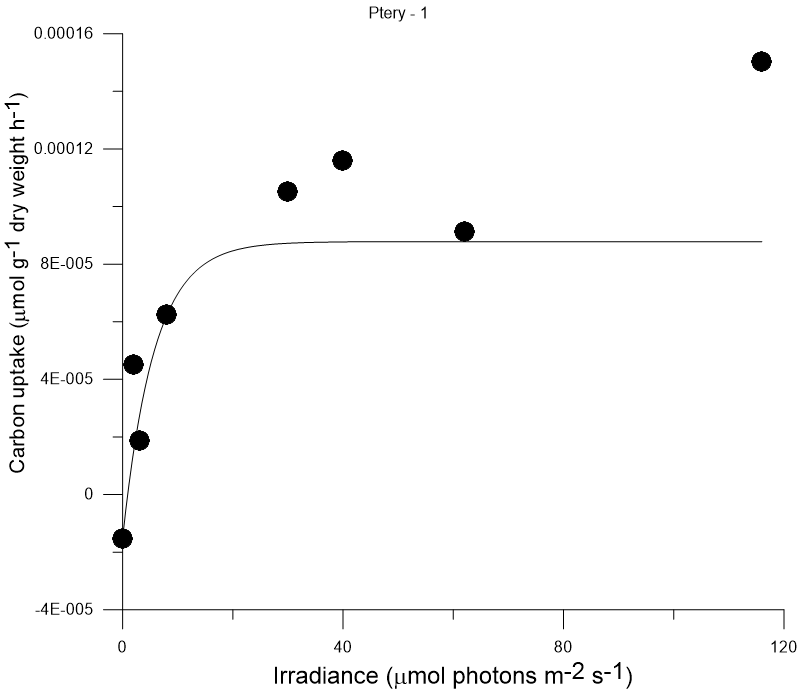 Ptery - 1
0.00016
0.00012
8E-005
4E-005
0
-4E-005
Carbon uptake (μmol g-1 dry weight h-1)
0 40 80 120
Irradiance (μmol photons m-2 s-1)